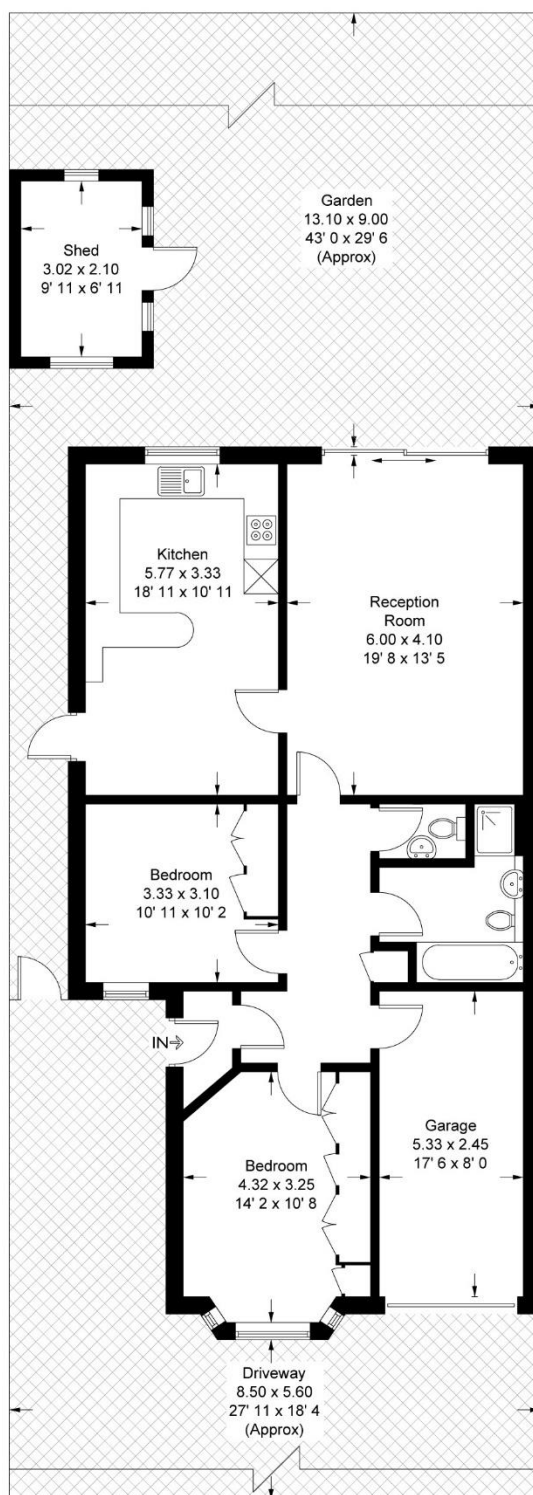 Garden
13.10 x 9.00
43' 0 x 29' 6
(Approx)
Shed
3.02 x 2.10
9' 11 x 6' 11
Kitchen
5.77 x 3.33
18' 11 x 10' 11
Reception
Room
6.00 x 4.10
19' 8 x 13' 5
Bedroom
3.33 x 3.10
10' 11 x 10' 2
IN
Garage
5.33 x 2.45
17' 6 x 8' 0
Bedroom
4.32 x 3.25
14' 2 x 10' 8
Driveway
8.50 x 5.60
27' 11 x 18' 4
(Approx)